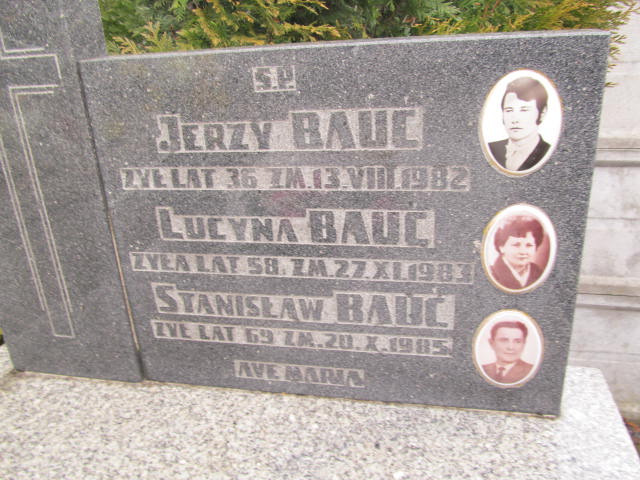 Ś.P.
JERZY BAUĆ
ŻYŁ LAT 36 ZM. 13.VIII.1982
LUCYNA BAUĆ
ŻYŁA LAT 58. ZM. 27.XI.1983
STANISŁAW BAUĆ
ŻYŁ LAT 69 ZM. 20.X.1985
AVE MARIA